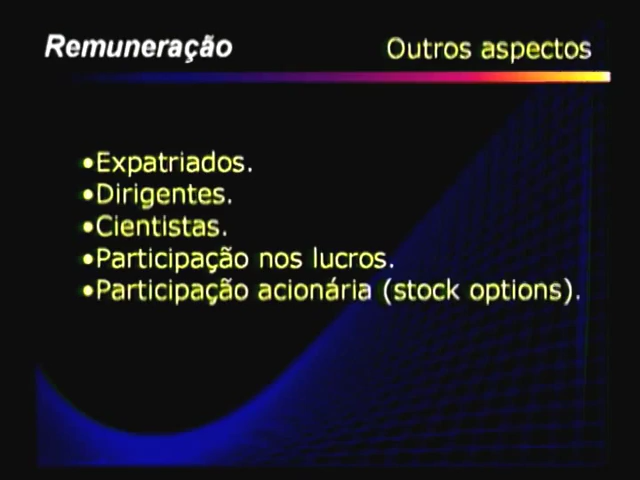 Remuneração
Outros aspectos
•Expatriados.
•Dirigentes.
•Cientistas.
•Participação nos lucros.
•Participação acionária (stock options).